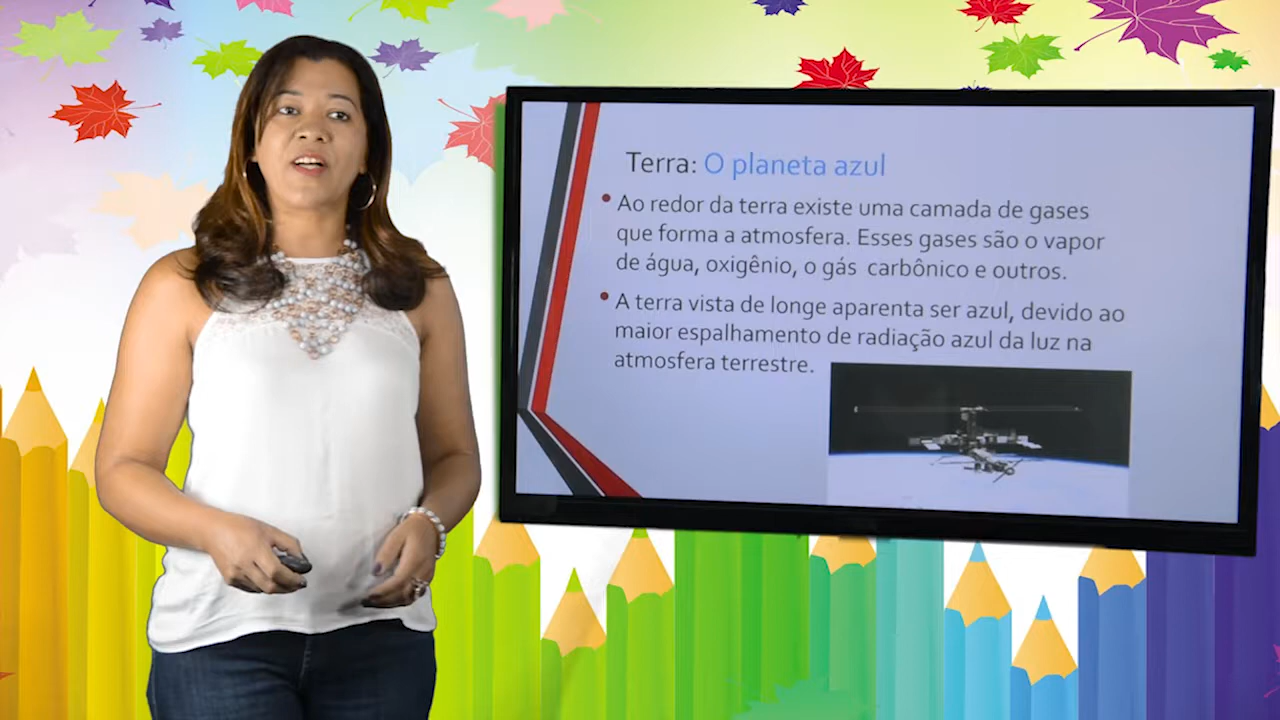 Terra: O planeta azul
Ao redor da terra existe uma camada de gases
que forma a atmosfera. Esses gases são o vapor
de água, oxigênio, o gás carbônico e outros.
A terra vista de longe aparenta ser azul, devido ao
maior espalhamento de radiação azul da luz na
atmosfera terrestre.